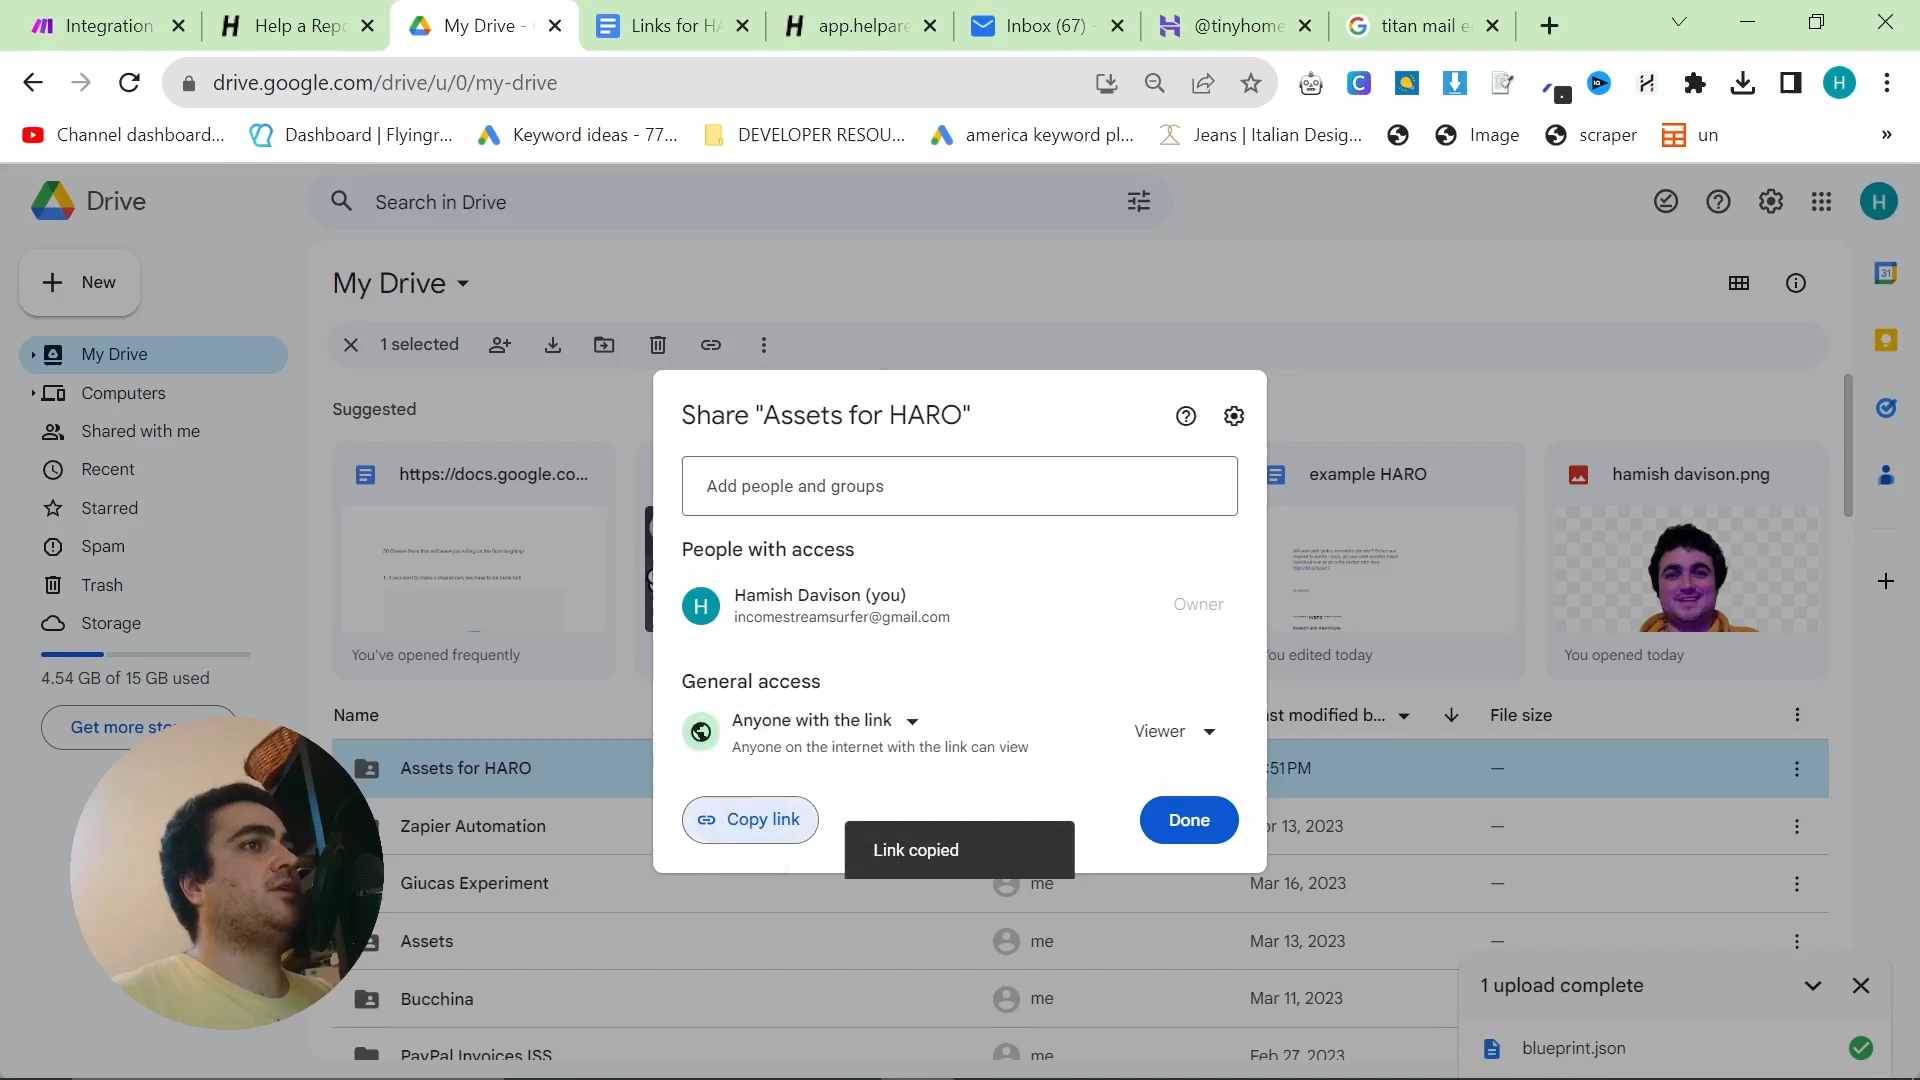 Integration
Help a Repo
My Drive -
Links for HA
app.helpare
Inbox (67) -
@tinyhome
titan mail e
drive.google.com/drive/u/0/my-drive
H
Channel dashboard...
Dashboard | Flyingr...
Keyword ideas - 77...
DEVELOPER RESOU...
america keyword pl...
Jeans | Italian Desig...
Image
scraper
un
»
Drive
Search in Drive
H
New
My Drive
1 selected
My Drive
Computers
Shared with me
Recent
Starred
Spam
Trash
Storage
4.54 GB of 15 GB used
Get more sto
Suggested
https://docs.google.co...
You've opened frequently
example HARO
You edited today
hamish davison.png
You opened today
Share "Assets for HARO"
Add people and groups
People with access
H
Hamish Davison (you)
incomestreamsurfer@gmail.com
Owner
General access
Anyone with the link
Anyone on the internet with the link can view
Viewer
Copy link
Done
Link copied
Name
ast modified b...
File size
Assets for HARO
:51 PM
—
Zapier Automation
pr 13, 2023
—
Giucas Experiment
me
Mar 16, 2023
—
Assets
me
Mar 13, 2023
—
Bucchina
me
Mar 11, 2023
PayPal Invoices ISS
me
Feb 27, 2023
1 upload complete
blueprint.json
31